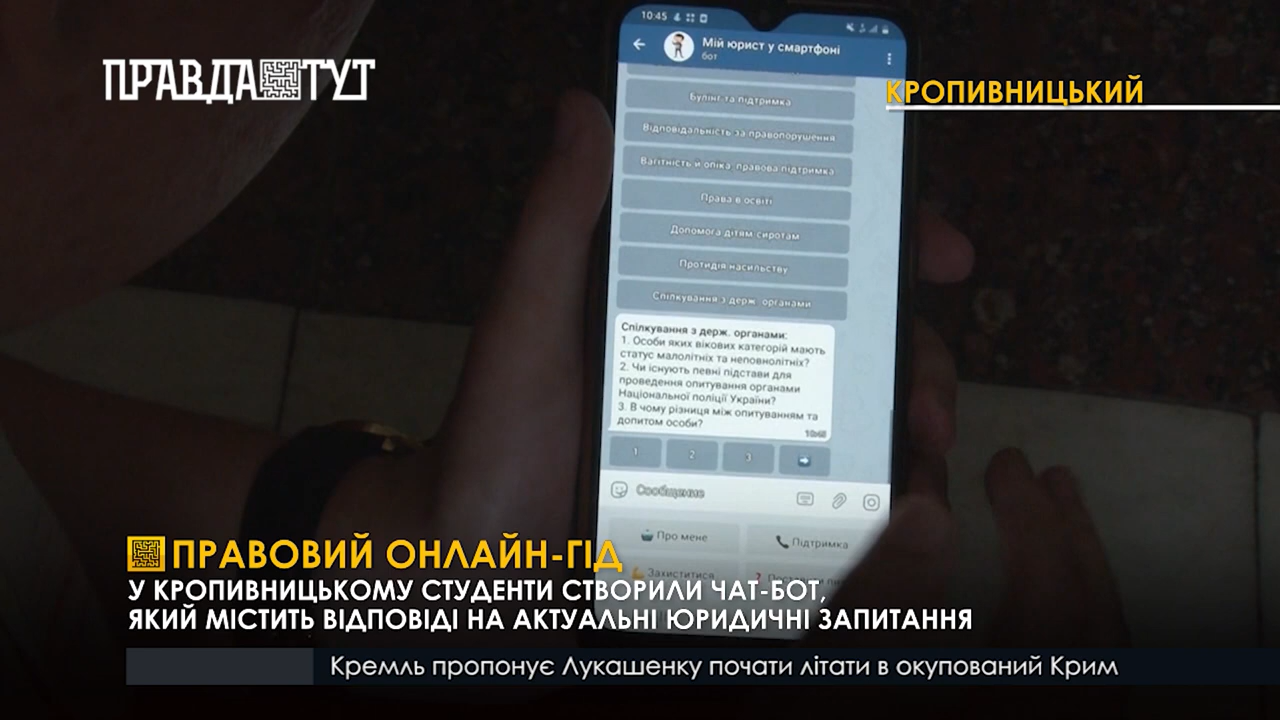 ПРАВДА ТУТ
КРОПИВНИЦЬКИЙ
10:45
Мій юрист у смартфоні
бот
Булінг та підтримка
Відповідальність за правопорушення
Вагітність й опіка: правова підтримка
Права в освіті
Допомога дітям сиротам
Протидія насильству
Спілкування з держ. органами
Спілкування з держ. органами:
1. Особи яких вікових категорій мають
статус малолітніх та неповнолітніх?
2. Чи існують певні підстави для
проведення опитування органами
Національної поліції України?
3. В чому різниця між опитуванням та
допитом особи?
10:45
1 2 3
Сообщение
Про мене Підтримка
Захиститися
ПРАВОВИЙ ОНЛАЙН-ГІД
У КРОПИВНИЦЬКОМУ СТУДЕНТИ СТВОРИЛИ ЧАТ-БОТ,
ЯКИЙ МІСТИТЬ ВІДПОВІДІ НА АКТУАЛЬНІ ЮРИДИЧНІ ЗАПИТАННЯ
Кремль пропонує Лукашенку почати літати в окупований Крим